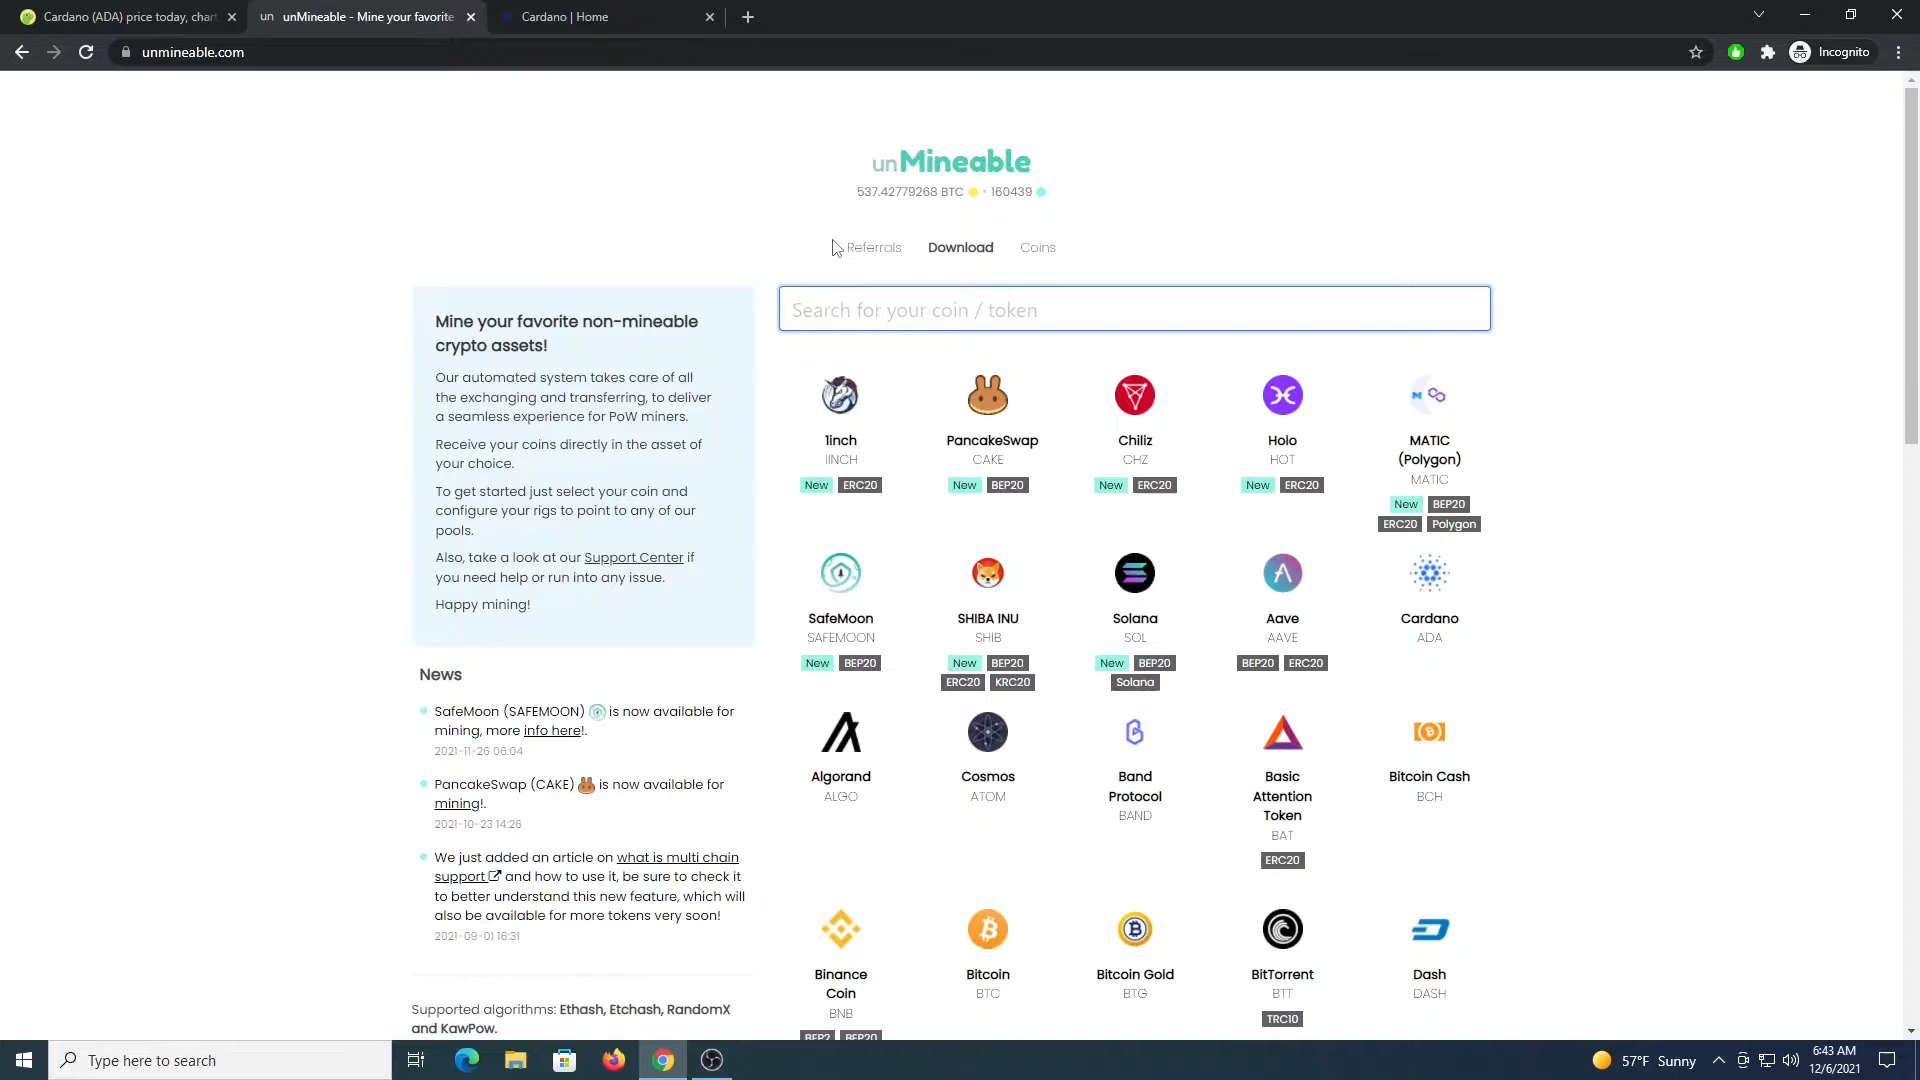 Cardano (ADA) price today, chart
un unMineable - Mine your favorite
Cardano | Home
unmineable.com
Incognito
unMineable
537.42779268 BTC • 160439
Referrals Download Coins
Search for your coin / token
Mine your favorite non-mineable
crypto assets!
Our automated system takes care of all
the exchanging and transferring, to deliver
a seamless experience for PoW miners.
Receive your coins directly in the asset of
your choice.
To get started just select your coin and
configure your rigs to point to any of our
pools.
Also, take a look at our Support Center if
you need help or run into any issue.
Happy mining!
News
SafeMoon (SAFEMOON) is now available for
mining, more info here!.
2021-11-26 06:04
PancakeSwap (CAKE) is now available for
mining!.
2021-10-23 14:26
We just added an article on what is multi chain
support and how to use it, be sure to check it
to better understand this new feature, which will
also be available for more tokens very soon!
2021-09-01 16:31
Supported algorithms: Ethash, Etchash, RandomX
and KawPow.
1inch
1INCH
New ERC20
PancakeSwap
CAKE
New BEP20
Chiliz
CHZ
New ERC20
Holo
HOT
New ERC20
MATIC
(Polygon)
MATIC
New BEP20
ERC20 Polygon
SafeMoon
SAFEMOON
New BEP20
SHIBA INU
SHIB
New BEP20
ERC20 KRC20
Solana
SOL
New BEP20
Solana
Aave
AAVE
BEP20 ERC20
Cardano
ADA
Algorand
ALGO
Cosmos
ATOM
Band
Protocol
BAND
Basic
Attention
Token
BAT
ERC20
Bitcoin Cash
BCH
Binance
Coin
BNB
BEP2 BEP20
Bitcoin
BTC
Bitcoin Gold
BTG
BitTorrent
BTT
TRC10
Dash
DASH
Type here to search
57°F Sunny
6:43 AM
12/6/2021